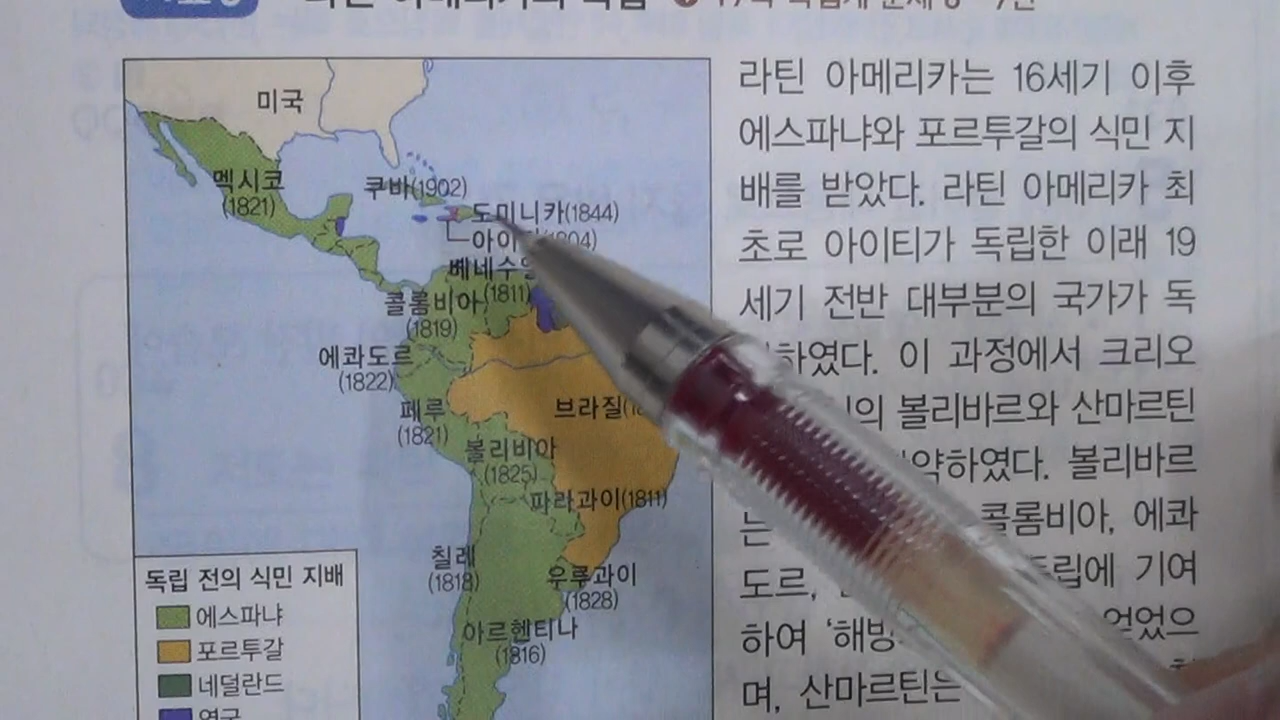 미국
멕시코
(1821)
쿠바(1902)
도미니카(1844)
콜롬비아
(1811)
(1819)
에콰도르
(1822)
페루
(1821)
볼리비아
(1825)
파라과이(1811)
칠레
(1818)
우루과이
(1828)
아르헨티나
(1816)
브라질
독립 전의 식민 지배
에스파냐
포르투갈
네덜란드
영국
라틴 아메리카는 16세기 이후
에스파냐와 포르투갈의 식민 지
배를 받았다. 라틴 아메리카 최
초로 아이티가 독립한 이래 19
세기 전반 대부분의 국가가 독
하였다. 이 과정에서 크리오
의 볼리바르와 산마르틴
약하였다. 볼리바르
는 콜롬비아, 에콰
도르, 독립에 기여
하여 ‘해방 얻었으
며, 산마르틴은